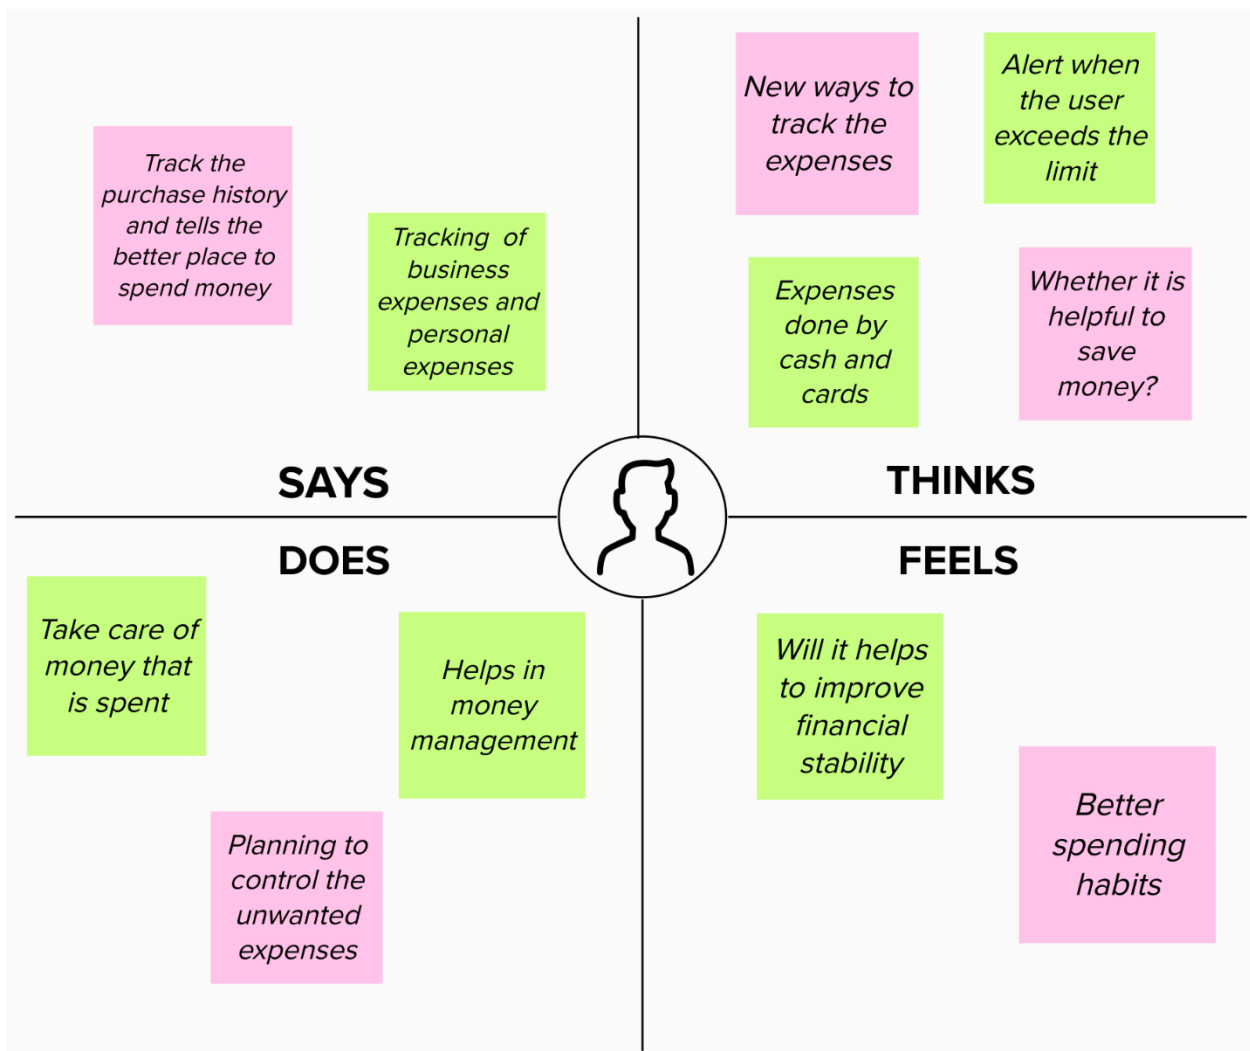 Track the
purchase history
and tells the
better place to
spend money
Tracking of
business
expenses and
personal
expenses
SAYS
New ways to
track the
expenses
Alert when
the user
exceeds the
limit
Expenses
done by
cash and
cards
Whether it is
helpful to
save
money?
THINKS
DOES
Take care of
money that
is spent
Helps in
money
management
Planning to
control the
unwanted
expenses
FEELS
Will it helps
to improve
financial
stability
Better
spending
habits